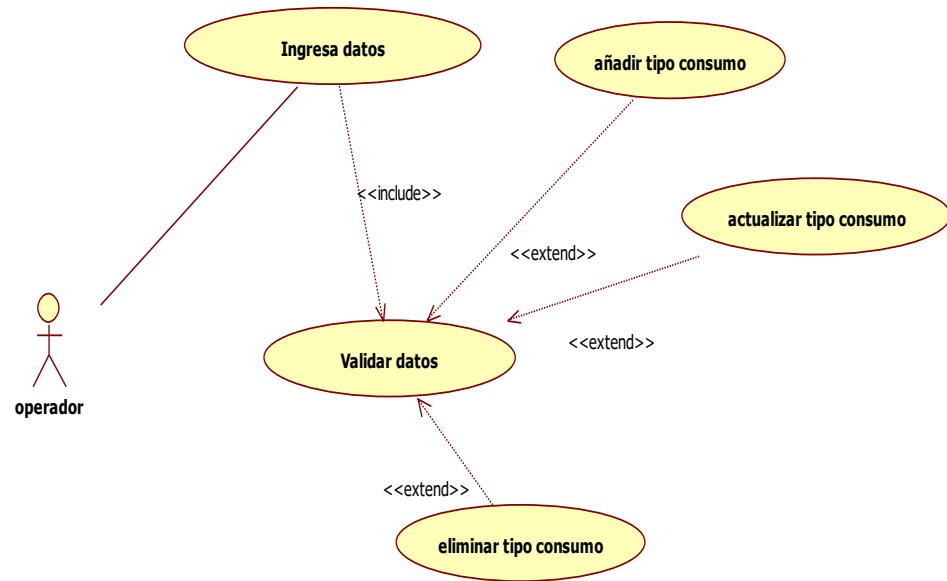 Ingresa datos
añadir tipo consumo
<<include>>
actualizar tipo consumo
<<extend>>
<<extend>>
Validar datos
operador
<<extend>>
eliminar tipo consumo